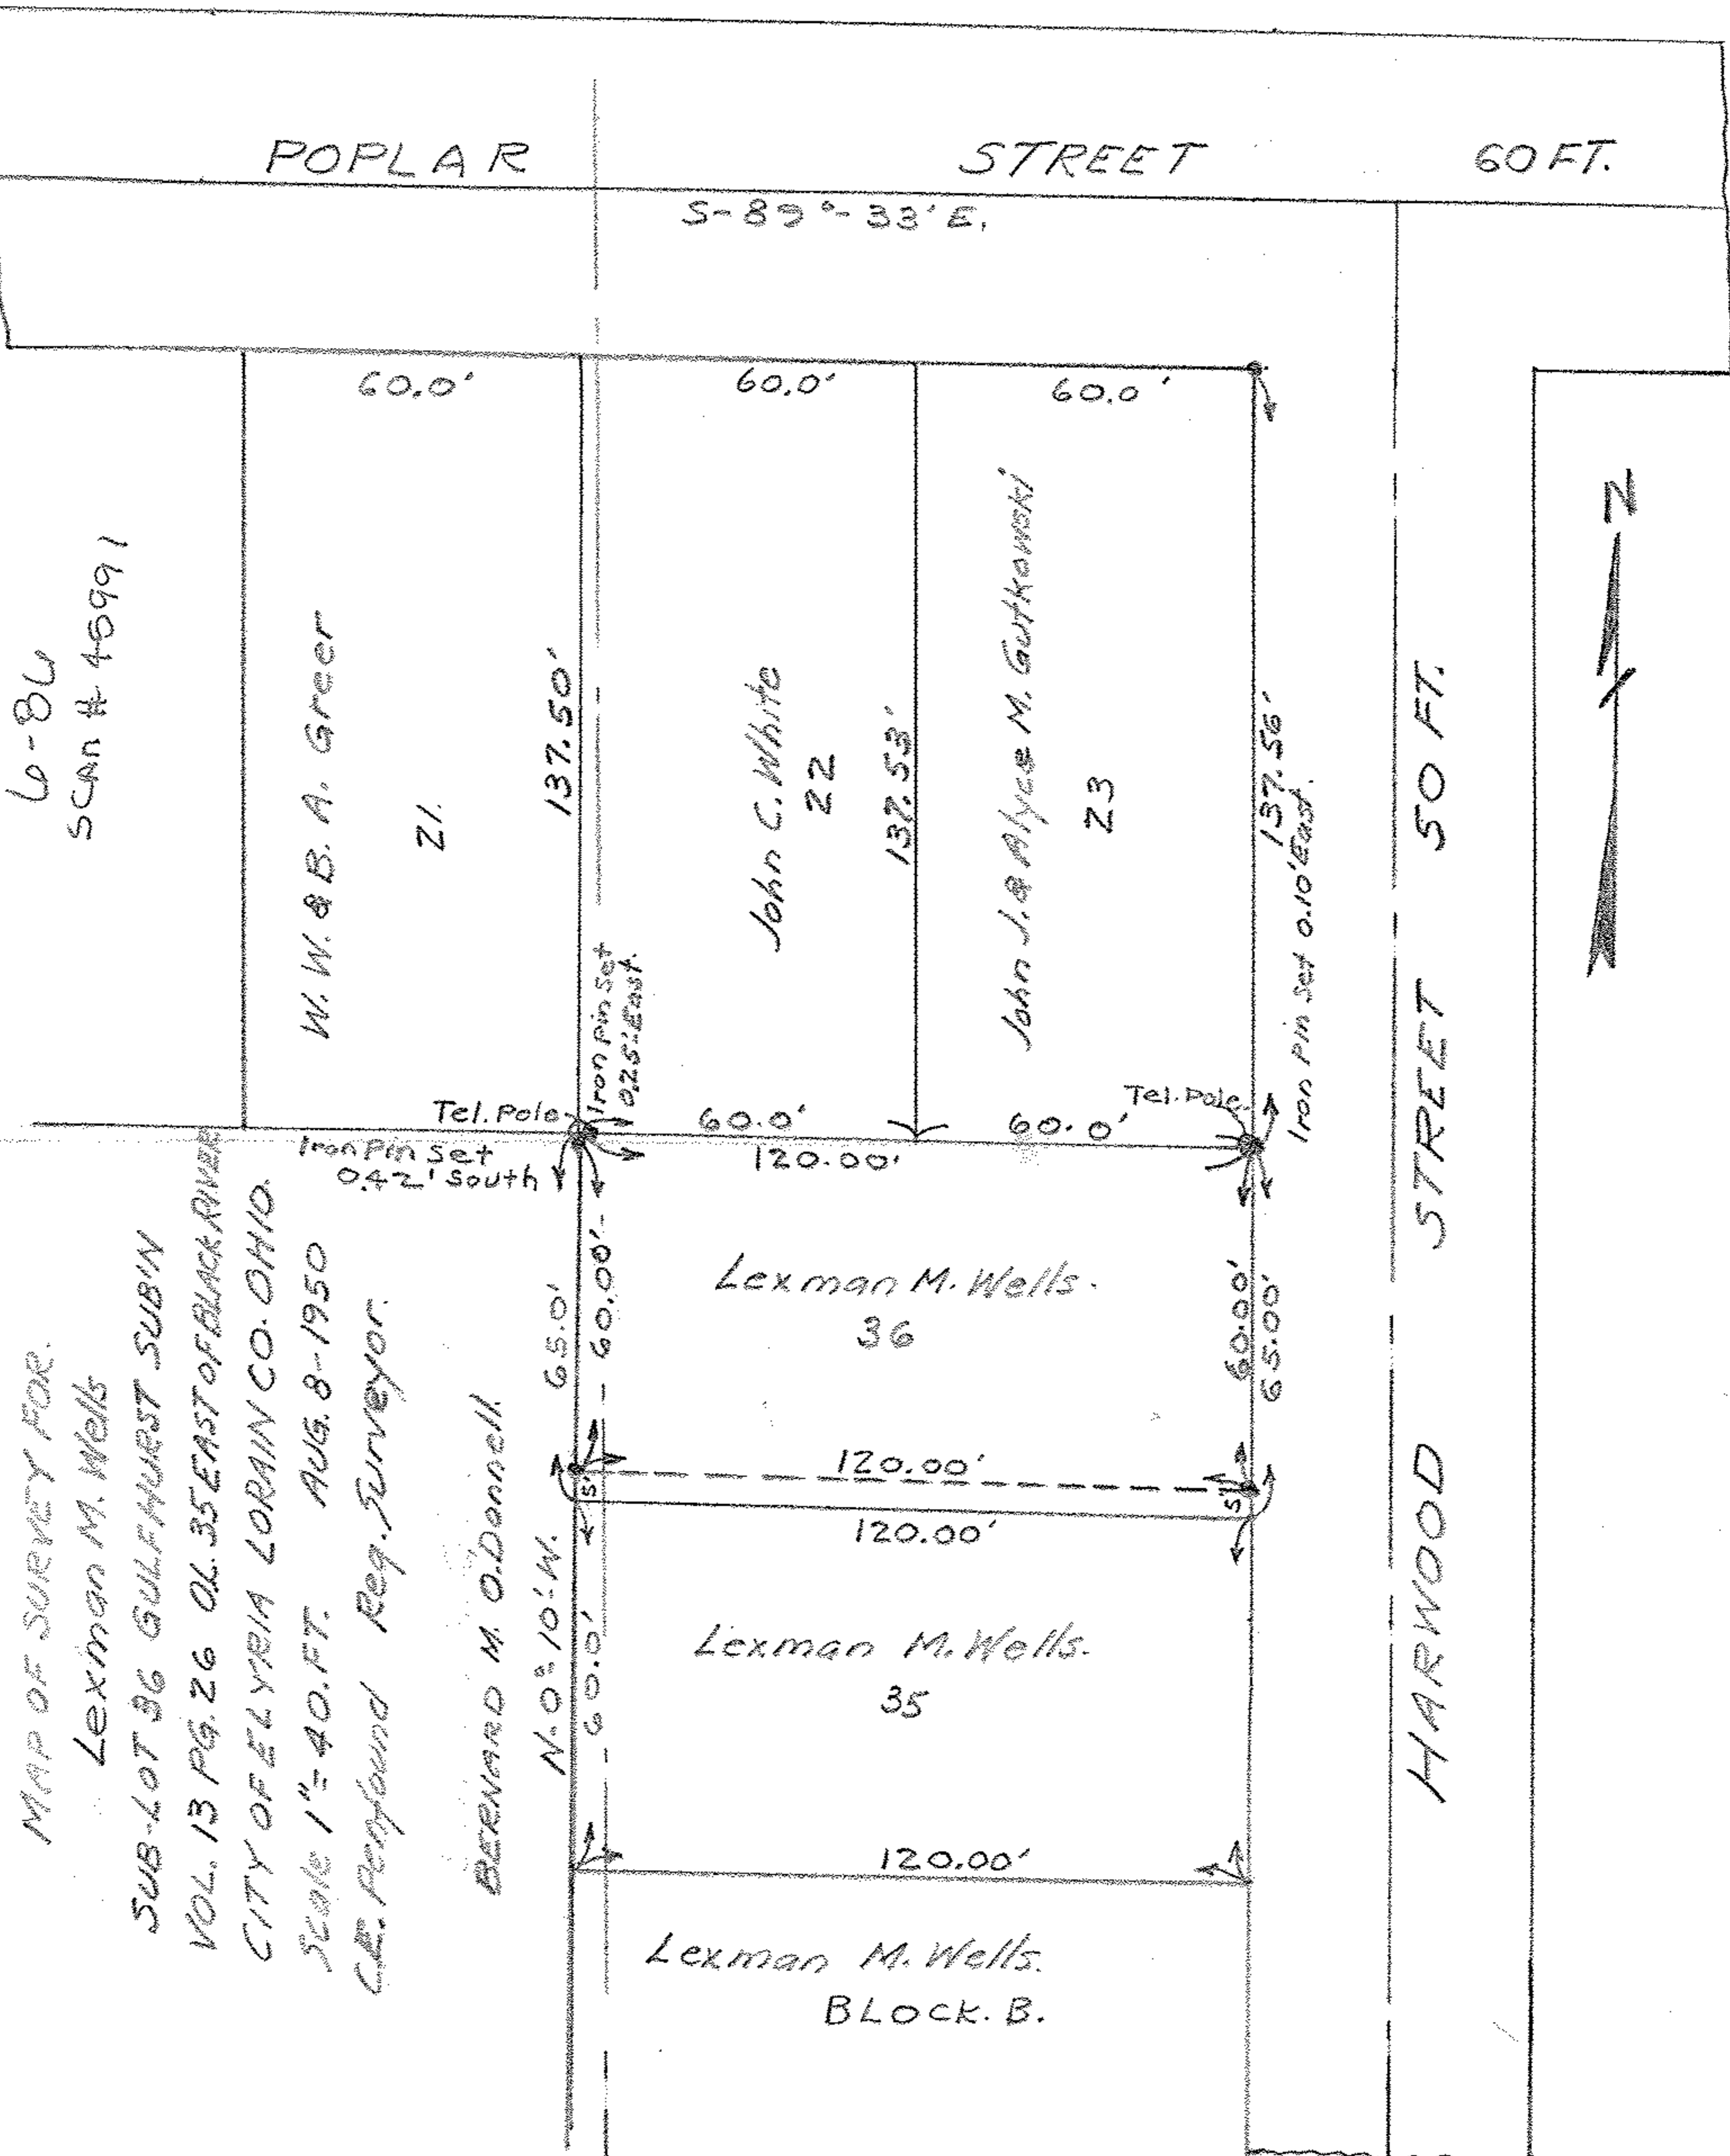 POPLAR STREET 60 FT.
S-89°-33' E.
60.0' 60.0' 60.0'
6-86
SCAN # 45991
W. W. & B. A. Greer
21.
137.50'
John C. White
22
137.53'
John J. & Alyce M. Gutkowski
23
137.56'
Iron Pin Set 0.10' East.
N
HARWOOD STREET 50 FT.
Iron pin set
0.25' East.
Tel. Pole
60.0' 60.0'
Tel. Pole.
Iron Pin Set
0.42' South
120.00'
65.0'
60.00'
Lexman M. Wells.
36
60.00'
65.00'
120.00'
5' 5'
120.00'
MAP OF SURVEY FOR.
Lexman M. Wells
SUB-LOT 36 GULFHURST SUB'N
VOL. 13 PG. 26 O.L. 35 EAST OF BLACK RIVER
CITY OF ELYRIA LORAIN CO. OHIO.
Scale 1"= 40. FT. AUG. 8-1950
C.E. Penfound Reg. Surveyor.
BERNARD M. O.Donnell.
N. 0°10' W.
60.0'
Lexman M. Wells.
35
120.00'
Lexman M. Wells.
BLOCK. B.